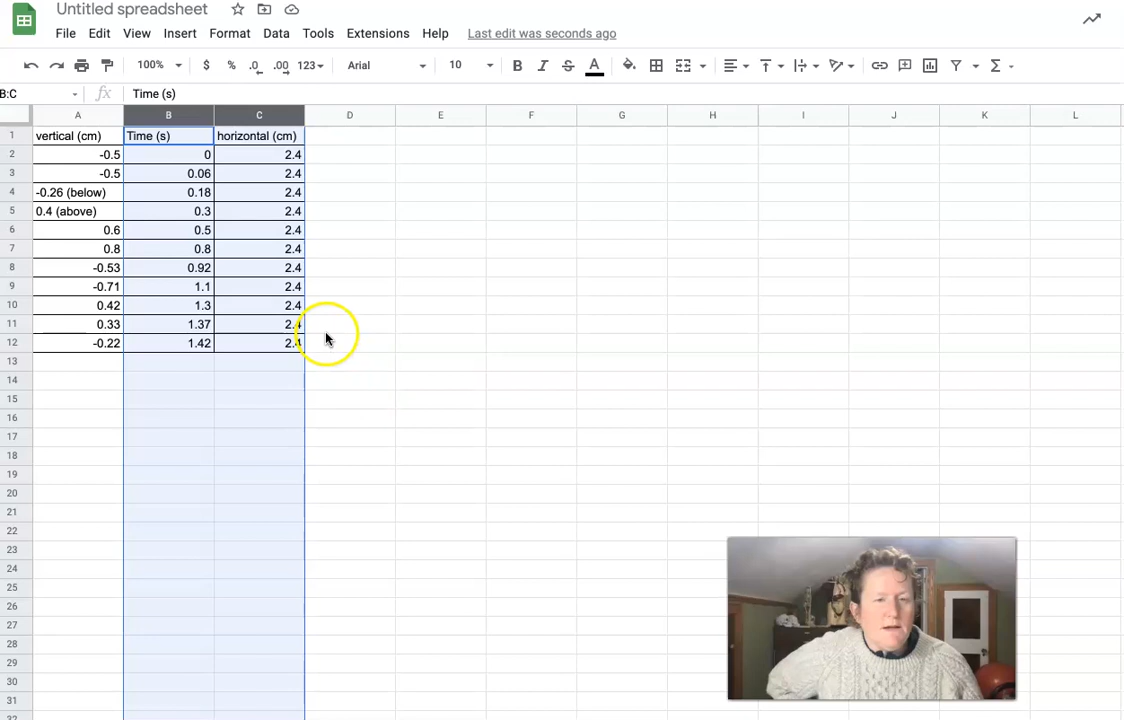 Untitled spreadsheet
File Edit View Insert Format Data Tools Extensions Help Last edit was seconds ago
100% $ % .0 .00 123 Arial 10 B I S A Σ
B:C fx Time (s)
A B C D E F G H I J K L
1 vertical (cm) Time (s) horizontal (cm)
2 -0.5 0 2.4
3 -0.5 0.06 2.4
4 -0.26 (below) 0.18 2.4
5 0.4 (above) 0.3 2.4
6 0.6 0.5 2.4
7 0.8 0.8 2.4
8 -0.53 0.92 2.4
9 -0.71 1.1 2.4
10 0.42 1.3 2.4
11 0.33 1.37 2.4
12 -0.22 1.42 2.4
13
14
15
16
17
18
19
20
21
22
23
24
25
26
27
28
29
30
31
32